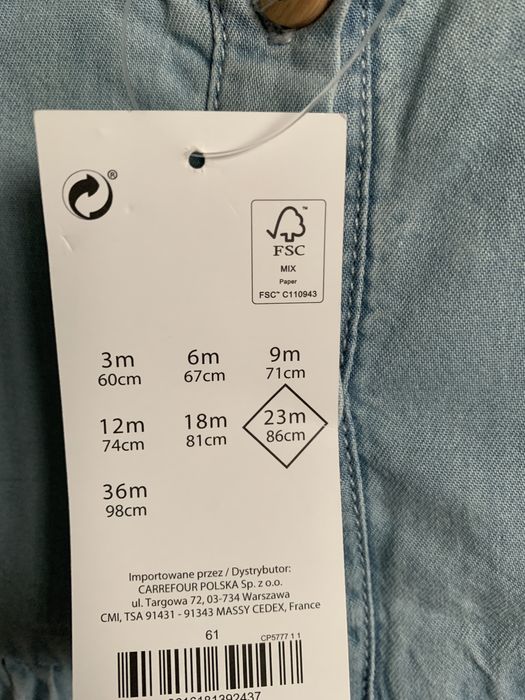 ®
™
FSC
MIX
Paper
FSC™ C110943
3m 6m 9m
60cm 67cm 71cm
12m 18m 23m
74cm 81cm 86cm
36m
98cm
Importowane przez / Dystrybutor:
CARREFOUR POLSKA Sp. z o.o.
ul. Targowa 72, 03-734 Warszawa
CMI, TSA 91431 - 91343 MASSY CEDEX, France
61 CP5777 1 1